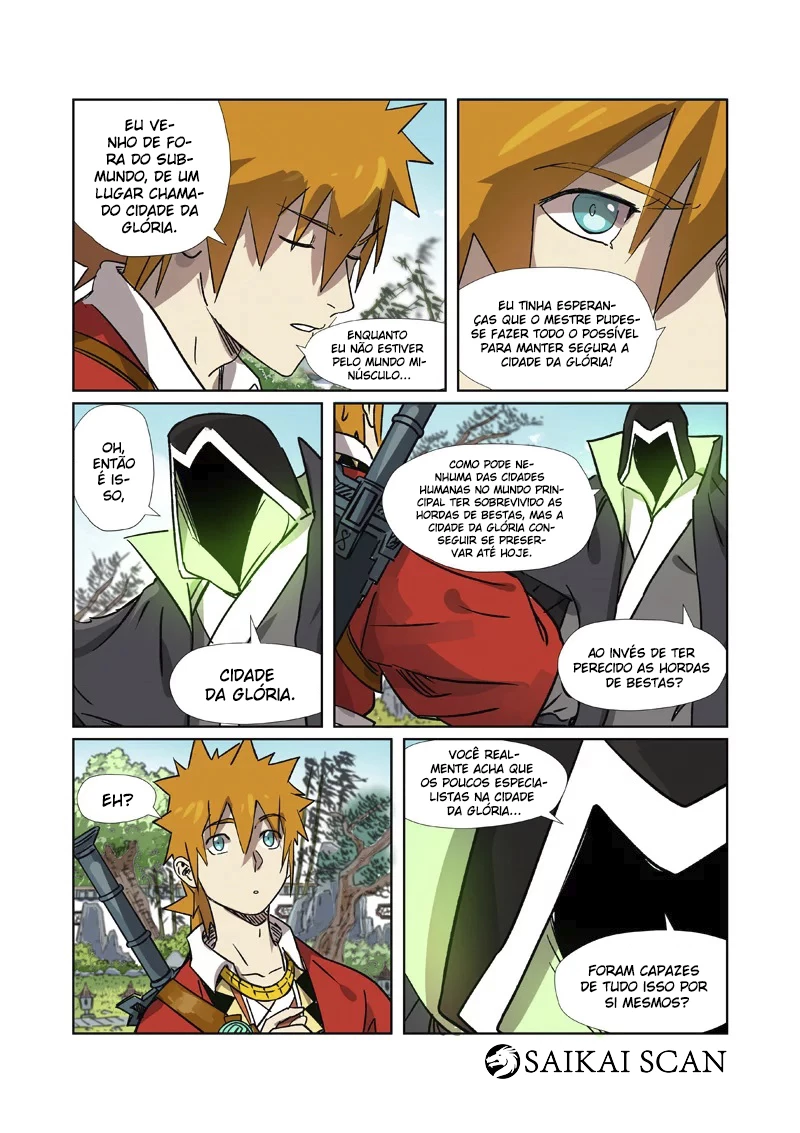 EU VE-
NHO DE FO-
RA DO SUB-
MUNDO, DE UM
LUGAR CHAMA-
DO CIDADE DA
GLÓRIA.
ENQUANTO
EU NÃO ESTIVER
PELO MUNDO MI-
NÚSCULO...
EU TINHA ESPERAN-
ÇAS QUE O MESTRE PUDES-
SE FAZER TODO O POSSÍVEL
PARA MANTER SEGURA A
CIDADE DA GLÓRIA!
OH,
ENTÃO
É IS-
SO,
CIDADE
DA GLÓRIA.
COMO PODE NE-
NHUMA DAS CIDADES
HUMANAS NO MUNDO PRIN-
CIPAL TER SOBREVIVIDO AS
HORDAS DE BESTAS, MAS A
CIDADE DA GLÓRIA CON-
SEGUIR SE PRESER-
VAR ATÉ HOJE.
AO INVÉS DE TER
PERECIDO AS HORDAS
DE BESTAS?
EH?
VOCÊ REAL-
MENTE ACHA QUE
OS POUCOS ESPECIA-
LISTAS NA CIDADE
DA GLÓRIA...
FORAM CAPAZES
DE TUDO ISSO POR
SI MESMOS?
SAIKAI SCAN